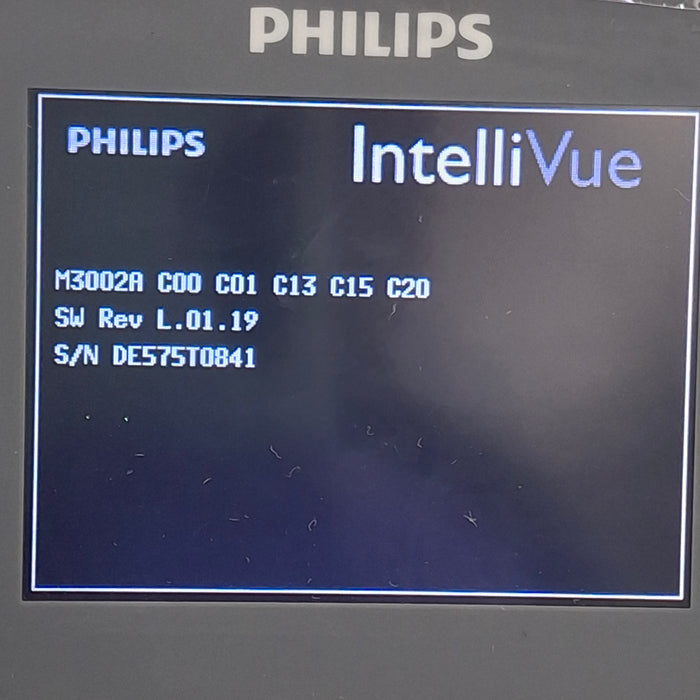 PHILIPS
PHILIPS IntelliVue
M3002A C00 C01 C13 C15 C20
SW Rev L.01.19
S/N DE575T0841